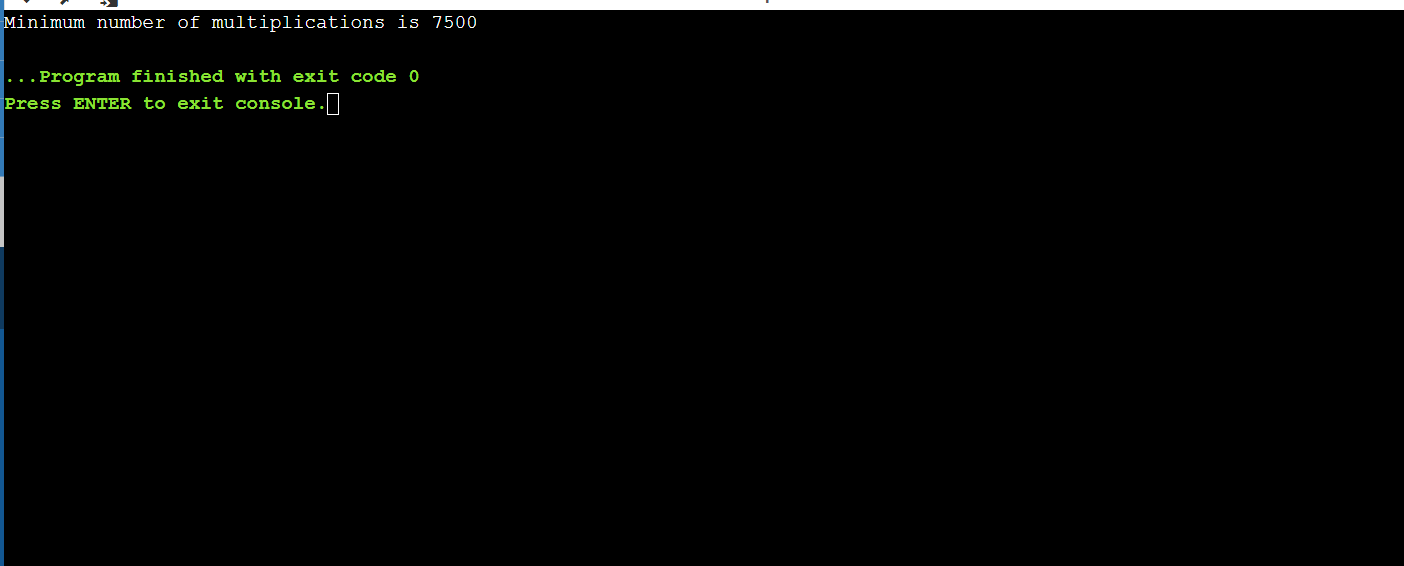 Minimum number of multiplications is 7500
...Program finished with exit code 0
Press ENTER to exit console.